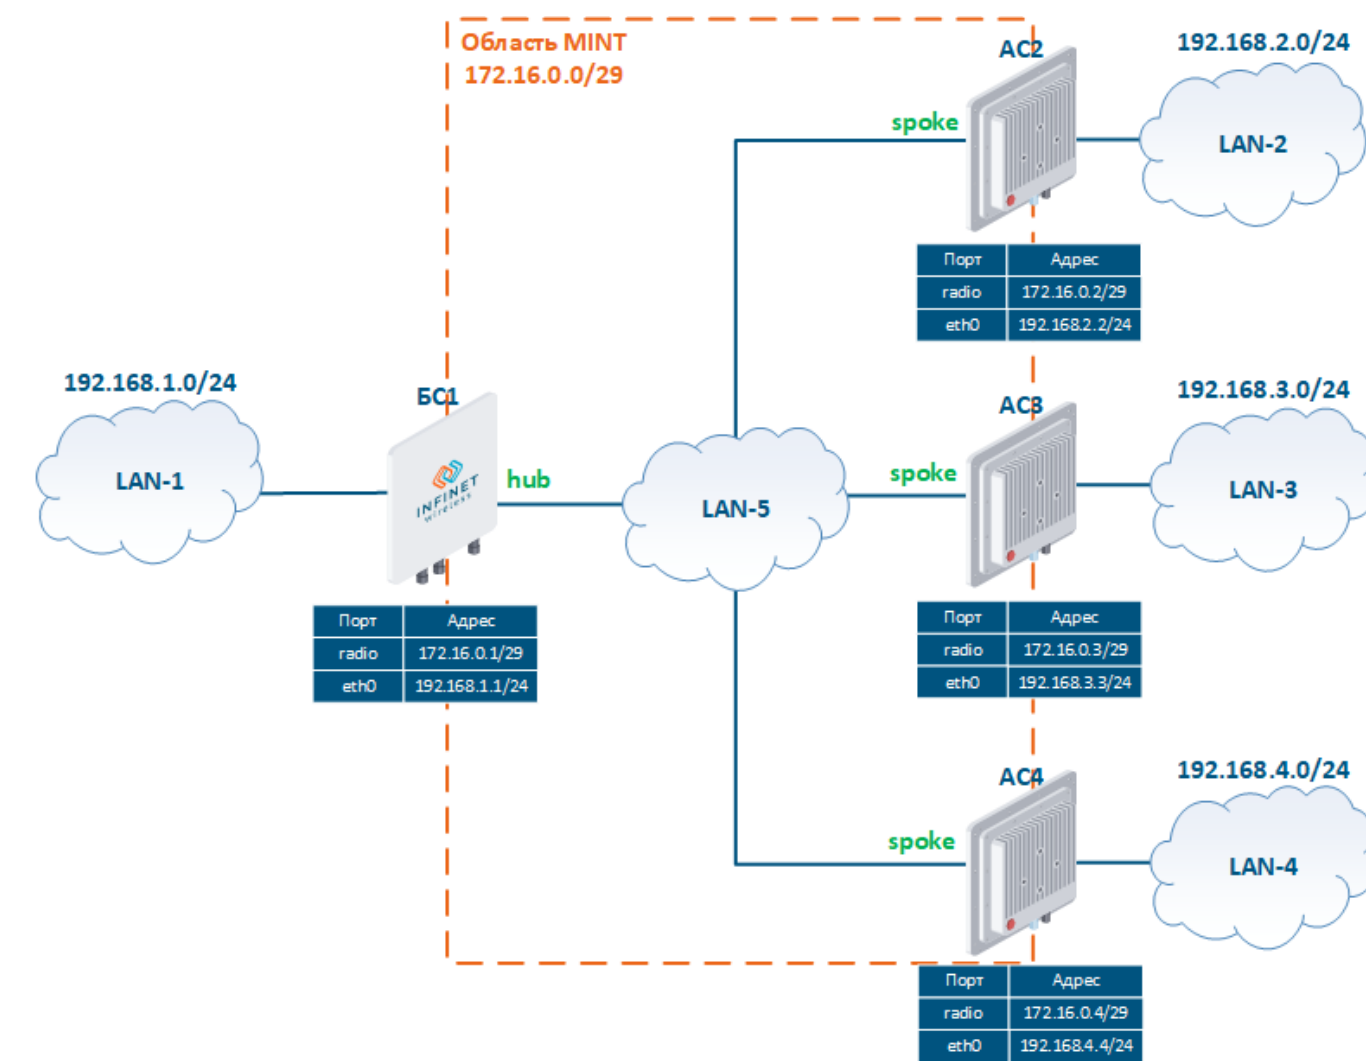 Область MINT
172.16.0.0/29
АС2
192.168.2.0/24
spoke
LAN-2
Порт Адрес
radio 172.16.0.2/29
eth0 192.168.2.2/24
192.168.1.0/24
БС1
АС3
192.168.3.0/24
LAN-1
INFINET
wireless
hub
LAN-5
spoke
LAN-3
Порт Адрес
radio 172.16.0.1/29
eth0 192.168.1.1/24
Порт Адрес
radio 172.16.0.3/29
eth0 192.168.3.3/24
АС4
192.168.4.0/24
spoke
LAN-4
Порт Адрес
radio 172.16.0.4/29
eth0 192.168.4.4/24